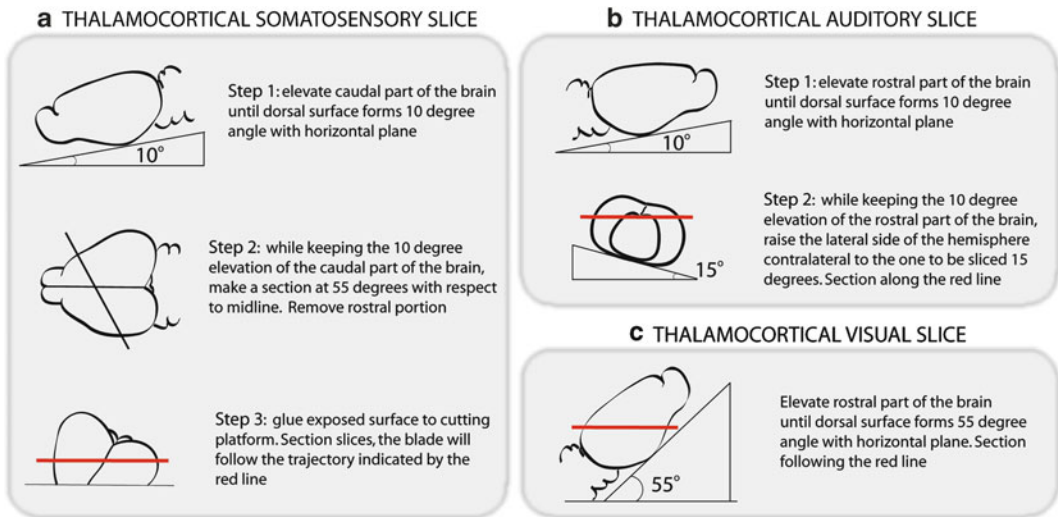 a THALAMOCORTICAL SOMATOSENSORY SLICE
Step 1: elevate caudal part of the brain
until dorsal surface forms 10 degree
angle with horizontal plane
10°
Step 2: while keeping the 10 degree
elevation of the caudal part of the brain,
make a section at 55 degrees with respect
to midline. Remove rostral portion
Step 3: glue exposed surface to cutting
platform. Section slices, the blade will
follow the trajectory indicated by the
red line
b THALAMOCORTICAL AUDITORY SLICE
Step 1: elevate rostral part of the brain
until dorsal surface forms 10 degree
angle with horizontal plane
10°
Step 2: while keeping the 10 degree
elevation of the rostral part of the brain,
raise the lateral side of the hemisphere
contralateral to the one to be sliced 15
degrees. Section along the red line
15°
c THALAMOCORTICAL VISUAL SLICE
Elevate rostral part of the brain
until dorsal surface forms 55 degree
angle with horizontal plane. Section
following the red line
55°